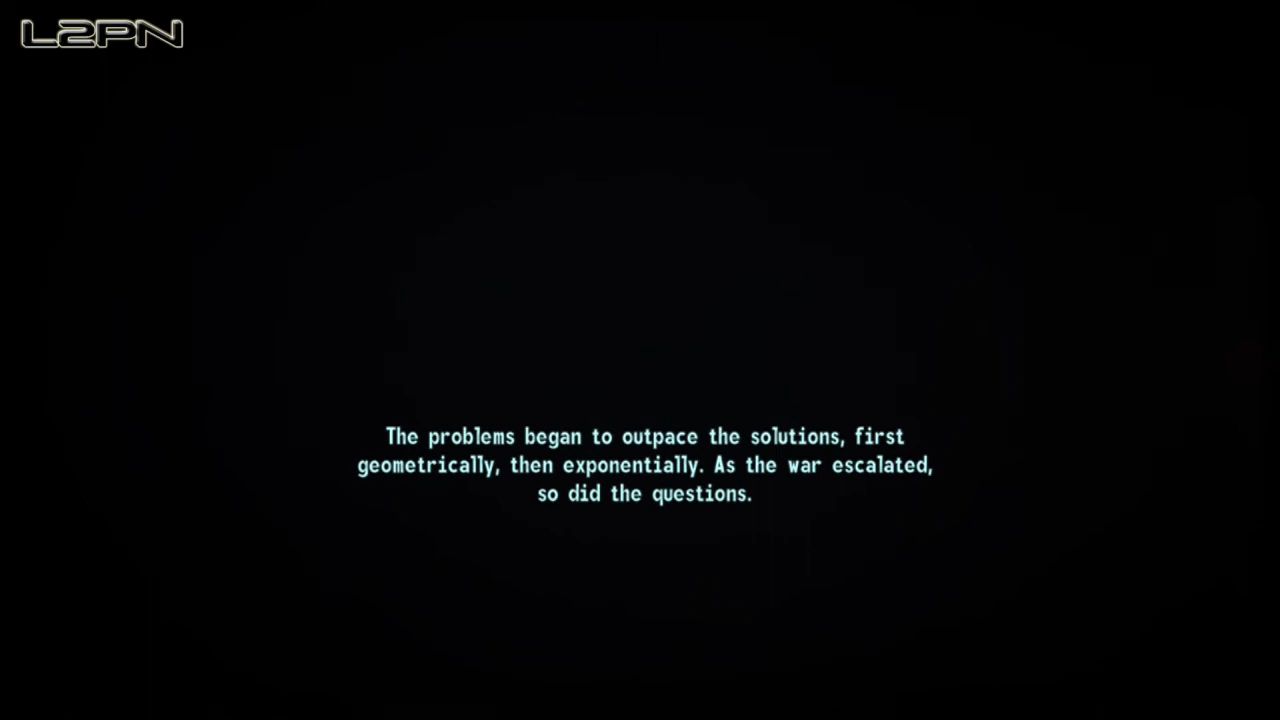 L2PN
The problems began to outpace the solutions, first
geometrically, then exponentially. As the war escalated,
so did the questions.